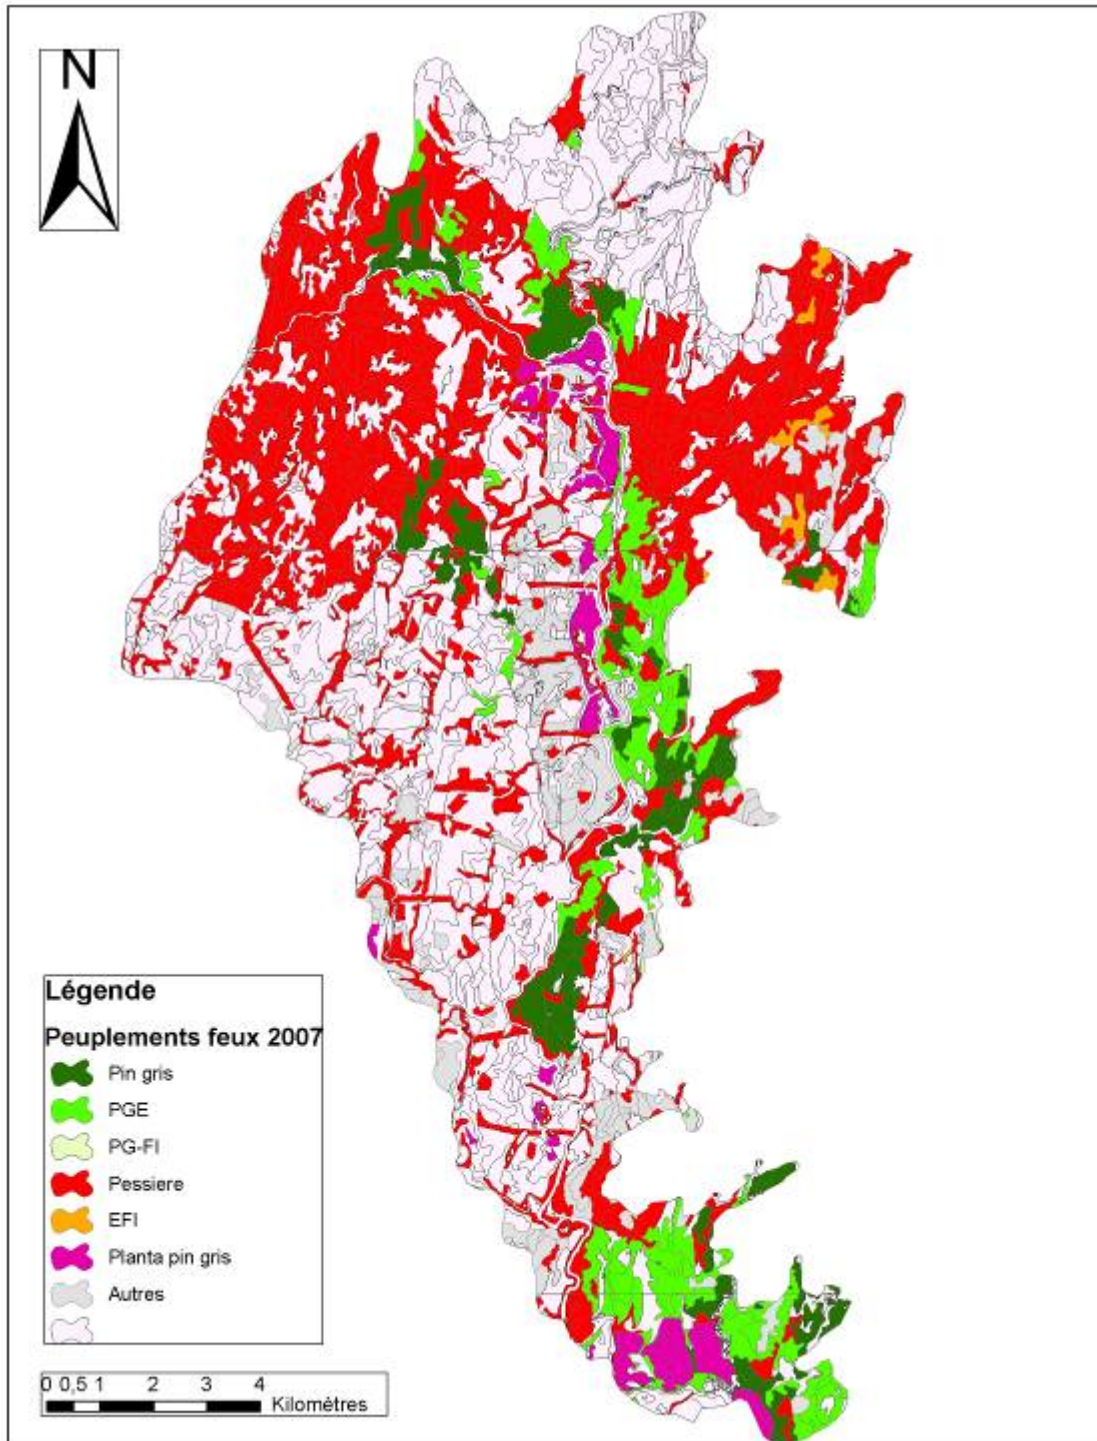 N
Légende
Peuplements feux 2007
Pin gris
PGE
PG-FI
Pessiere
EFI
Planta pin gris
Autres
0 0,5 1 2 3 4
Kilomètres